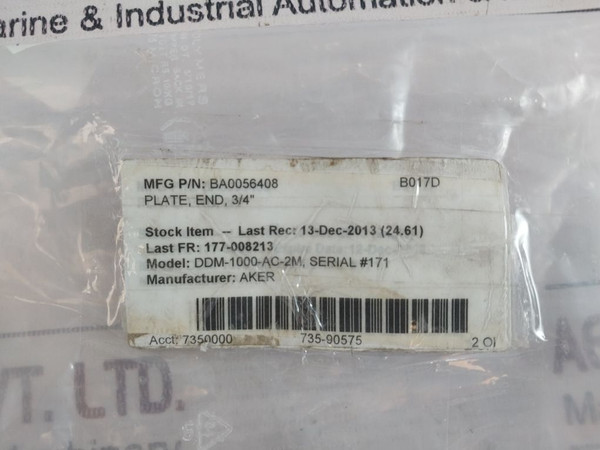 arine & Industrial Automation
MFG P/N: BA0056408 B017D
PLATE, END, 3/4"
Stock Item -- Last Rec: 13-Dec-2013 (24.61)
Last FR: 177-008213
Model: DDM-1000-AC-2M, SERIAL #171
Manufacturer: AKER
Acct: 7350000 735-90575 2 O
VT. LTD.